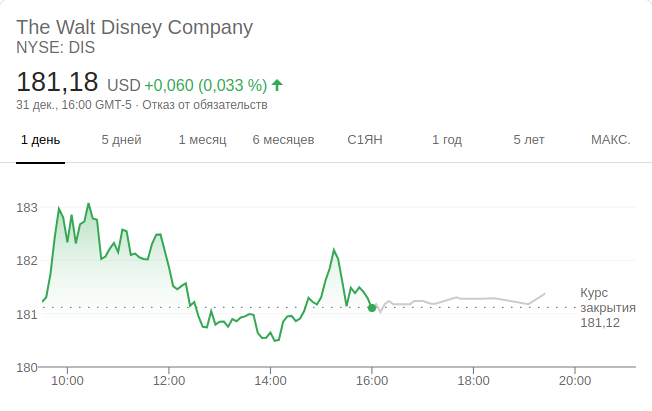 The Walt Disney Company
NYSE: DIS
181,18 USD +0,060 (0,033 %)
31 дек., 16:00 GMT-5 · Отказ от обязательств
1 день 5 дней 1 месяц 6 месяцев С1ЯН 1 год 5 лет МАКС.
183
182
181
180
Курс
закрытия
181,12
10:00 12:00 14:00 16:00 18:00 20:00